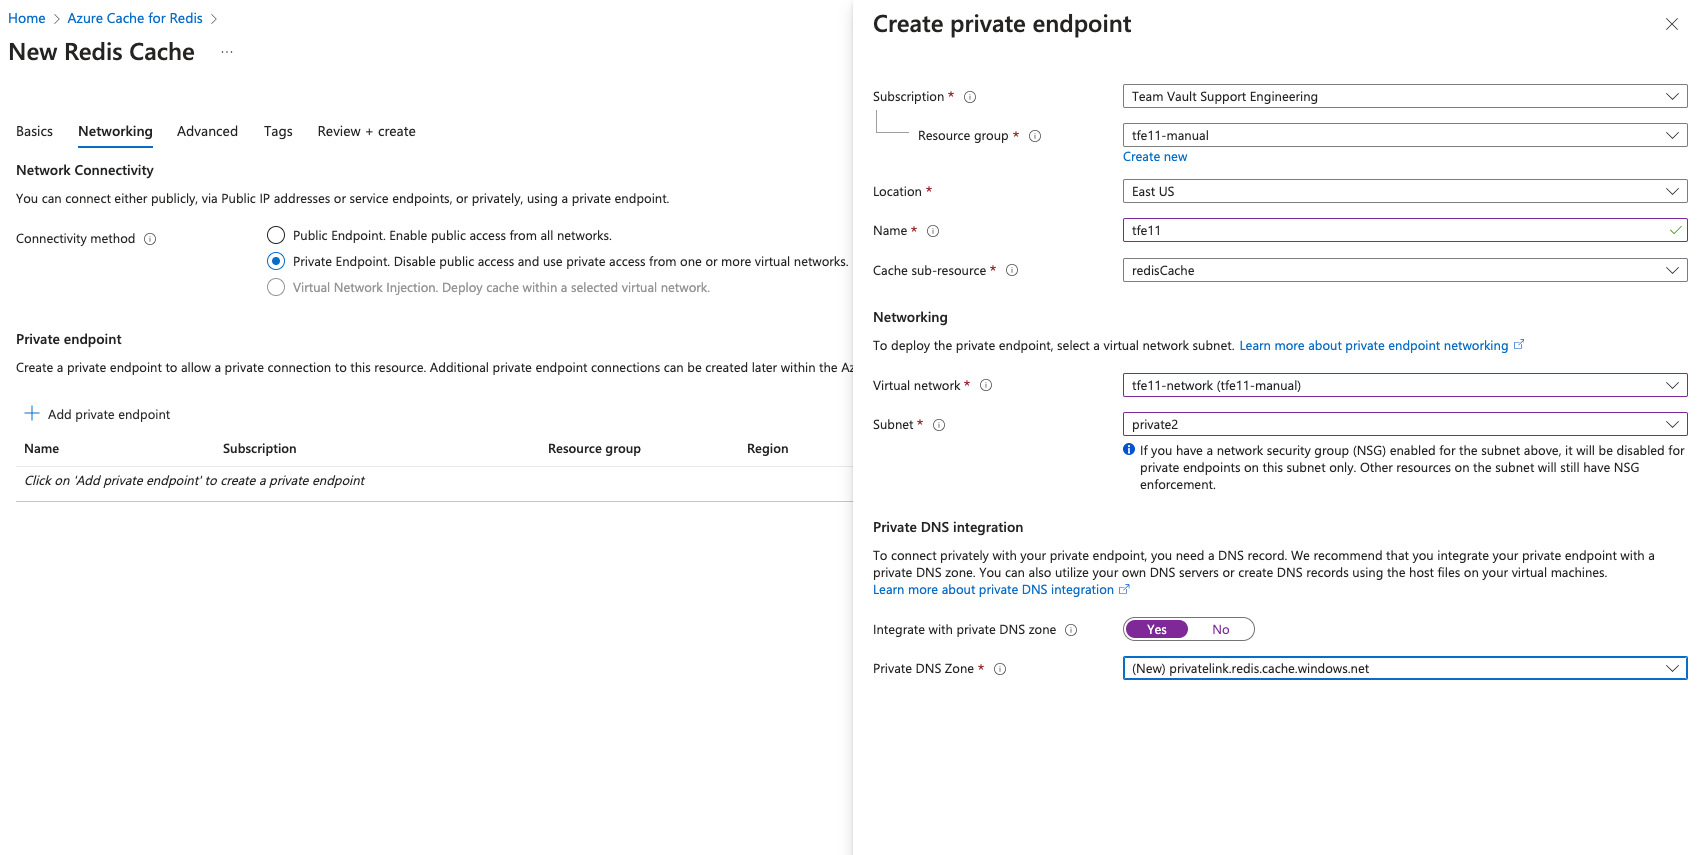 Home > Azure Cache for Redis >
New Redis Cache ...
Basics Networking Advanced Tags Review + create
Network Connectivity
You can connect either publicly, via Public IP addresses or service endpoints, or privately, using a private endpoint.
Connectivity method
Public Endpoint. Enable public access from all networks.
Private Endpoint. Disable public access and use private access from one or more virtual networks.
Virtual Network Injection. Deploy cache within a selected virtual network.
Private endpoint
Create a private endpoint to allow a private connection to this resource. Additional private endpoint connections can be created later within the Az
+ Add private endpoint
Name Subscription Resource group Region
Click on 'Add private endpoint' to create a private endpoint
Create private endpoint
Subscription * Team Vault Support Engineering
Resource group * tfe11-manual
Create new
Location * East US
Name * tfe11
Cache sub-resource * redisCache
Networking
To deploy the private endpoint, select a virtual network subnet. Learn more about private endpoint networking
Virtual network * tfe11-network (tfe11-manual)
Subnet * private2
If you have a network security group (NSG) enabled for the subnet above, it will be disabled for
private endpoints on this subnet only. Other resources on the subnet will still have NSG
enforcement.
Private DNS integration
To connect privately with your private endpoint, you need a DNS record. We recommend that you integrate your private endpoint with a
private DNS zone. You can also utilize your own DNS servers or create DNS records using the host files on your virtual machines.
Learn more about private DNS integration
Integrate with private DNS zone Yes No
Private DNS Zone * (New) privatelink.redis.cache.windows.net